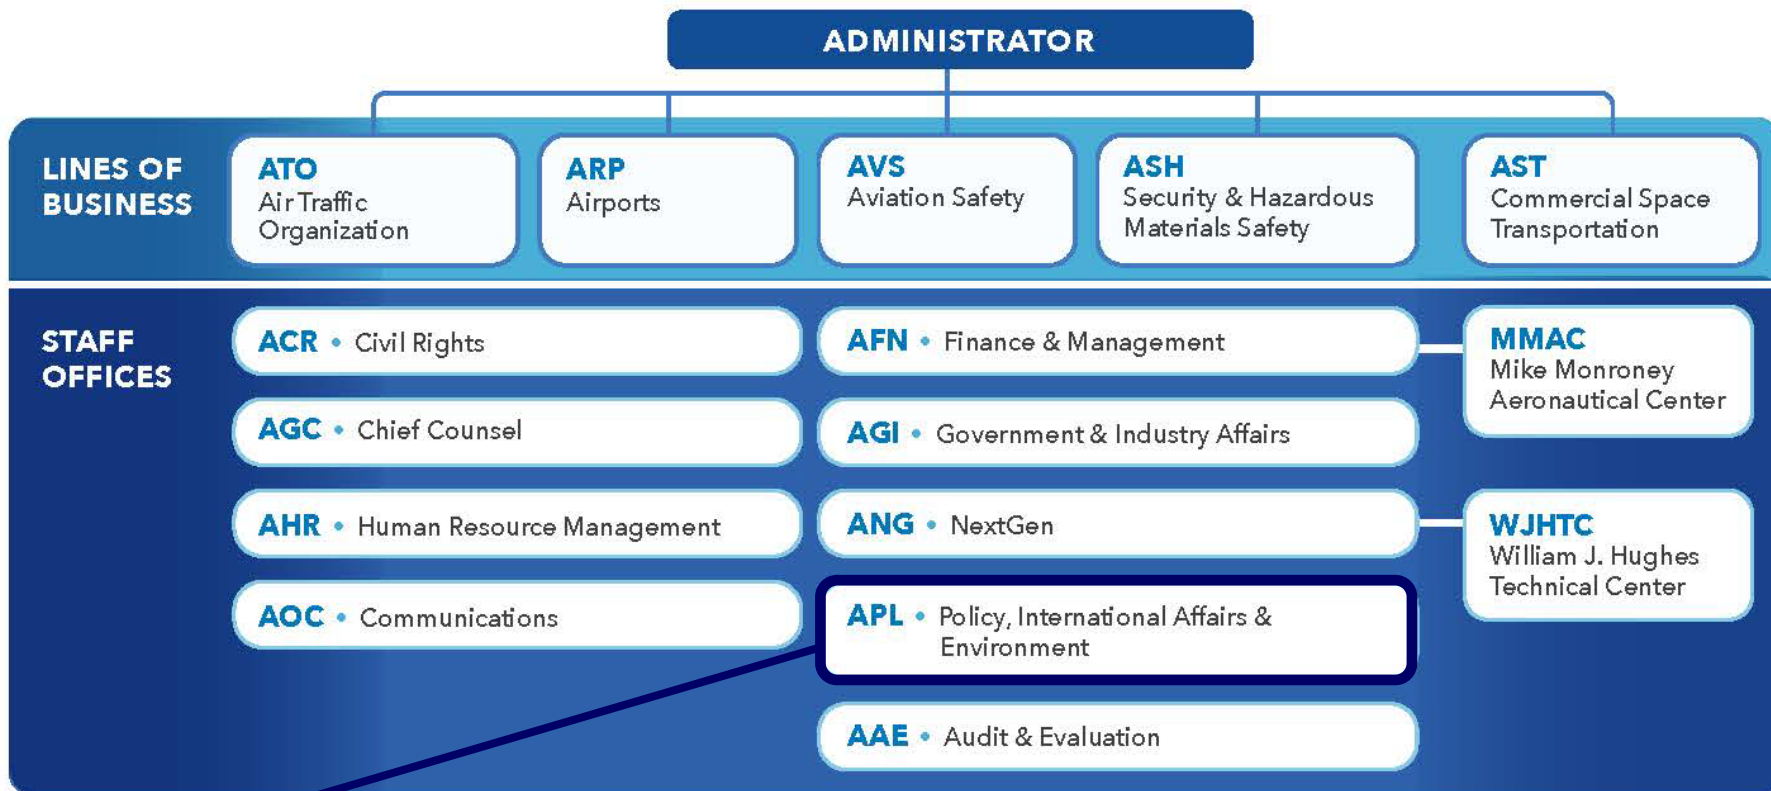 ADMINISTRATOR
LINES OF
BUSINESS
ATO
Air Traffic
Organization
ARP
Airports
AVS
Aviation Safety
ASH
Security & Hazardous
Materials Safety
AST
Commercial Space
Transportation
STAFF
OFFICES
ACR • Civil Rights
AGC • Chief Counsel
AHR • Human Resource Management
AOC • Communications
AFN • Finance & Management
AGI • Government & Industry Affairs
ANG • NextGen
APL • Policy, International Affairs &
Environment
AAE • Audit & Evaluation
MMAC
Mike Monroney
Aeronautical Center
WJHTC
William J. Hughes
Technical Center